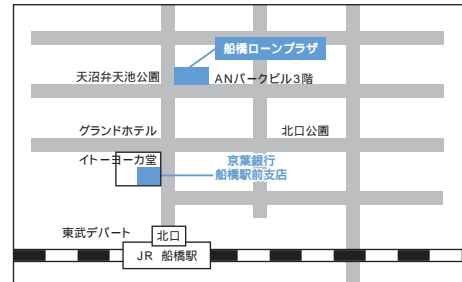 船橋ローンプラザ
天沼弁天池公園
ANパークビル3階
グランドホテル
北口公園
イトーヨーカ堂
京葉銀行
船橋駅前支店
東武デパート
北口
JR 船橋駅